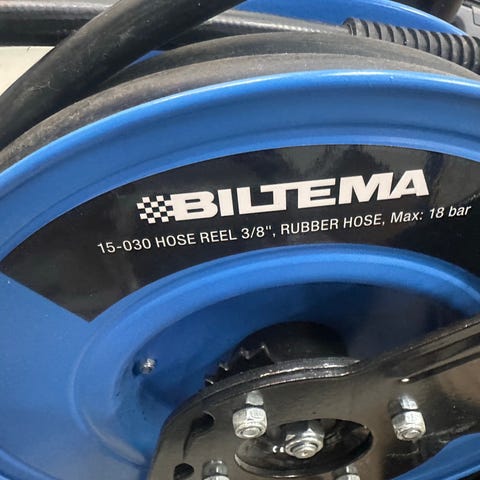 BILTEMA
15-030 HOSE REEL 3/8", RUBBER HOSE, Max: 18 bar